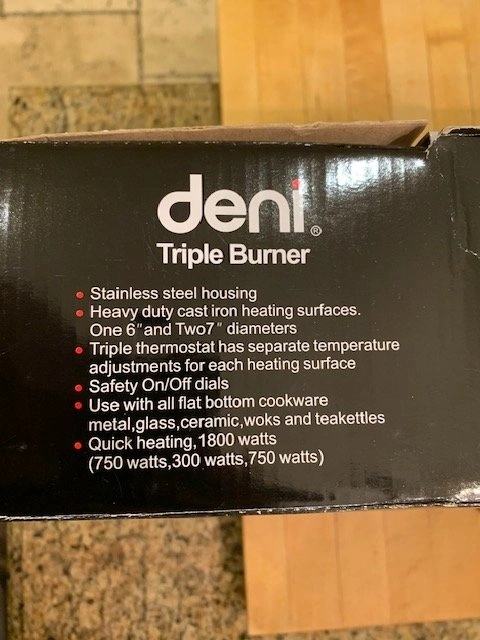 deni®
Triple Burner
• Stainless steel housing
• Heavy duty cast iron heating surfaces.
One 6"and Two7" diameters
• Triple thermostat has separate temperature
adjustments for each heating surface
• Safety On/Off dials
• Use with all flat bottom cookware
metal,glass,ceramic,woks and teakettles
• Quick heating,1800 watts
(750 watts,300 watts,750 watts)